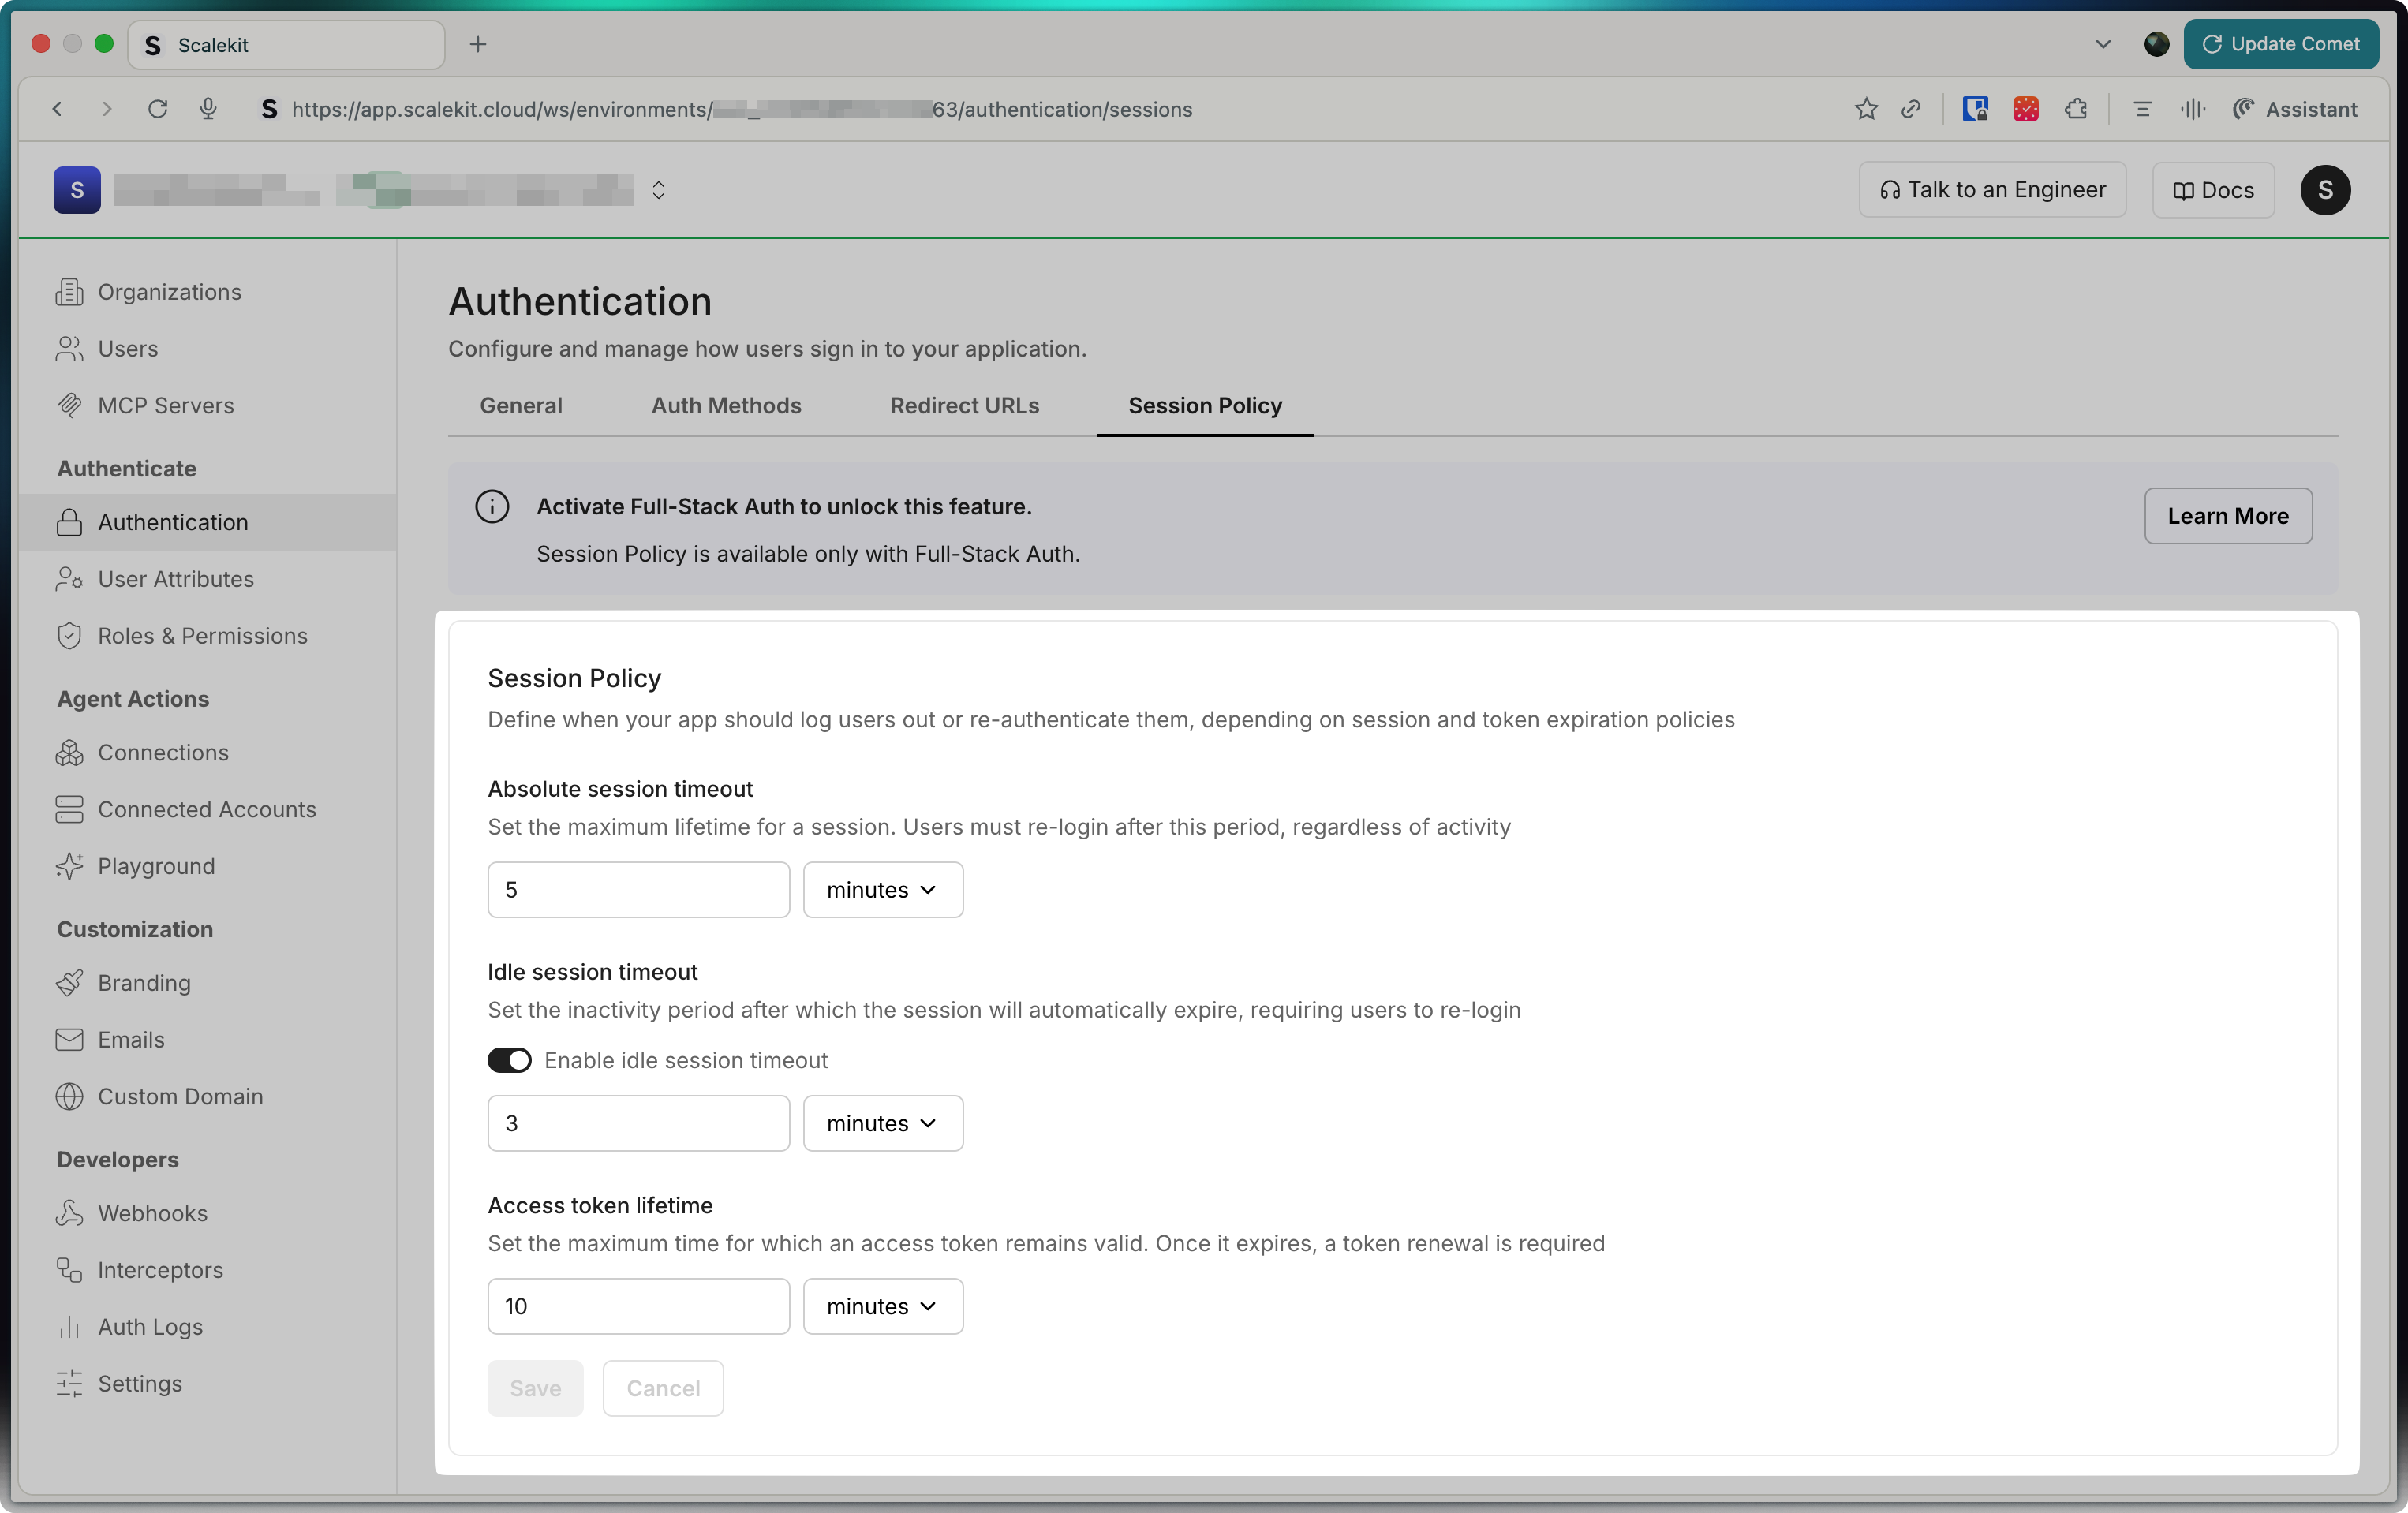 S Scalekit
Update Comet
S https://app.scalekit.cloud/ws/environments/ 63/authentication/sessions
Assistant
S
Talk to an Engineer
Docs
S
Organizations
Users
MCP Servers
Authenticate
Authentication
User Attributes
Roles & Permissions
Agent Actions
Connections
Connected Accounts
Playground
Customization
Branding
Emails
Custom Domain
Developers
Webhooks
Interceptors
Auth Logs
Settings
Authentication
Configure and manage how users sign in to your application.
General Auth Methods Redirect URLs Session Policy
Activate Full-Stack Auth to unlock this feature.
Session Policy is available only with Full-Stack Auth.
Learn More
Session Policy
Define when your app should log users out or re-authenticate them, depending on session and token expiration policies
Absolute session timeout
Set the maximum lifetime for a session. Users must re-login after this period, regardless of activity
5 minutes
Idle session timeout
Set the inactivity period after which the session will automatically expire, requiring users to re-login
Enable idle session timeout
3 minutes
Access token lifetime
Set the maximum time for which an access token remains valid. Once it expires, a token renewal is required
10 minutes
Save Cancel